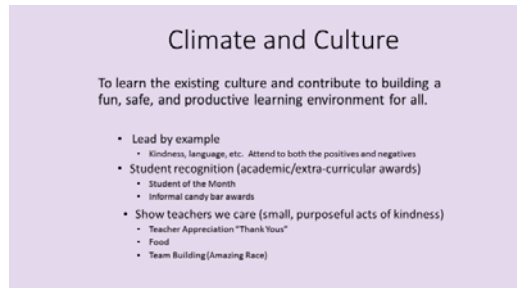 Climate and Culture
To learn the existing culture and contribute to building a
fun, safe, and productive learning environment for all.
• Lead by example
• Kindness, language, etc. Attend to both the positives and negatives
• Student recognition (academic/extra-curricular awards)
• Student of the Month
• Informal candy bar awards
• Show teachers we care (small, purposeful acts of kindness)
• Teacher Appreciation "Thank Yous"
• Food
• Team Building (Amazing Race)